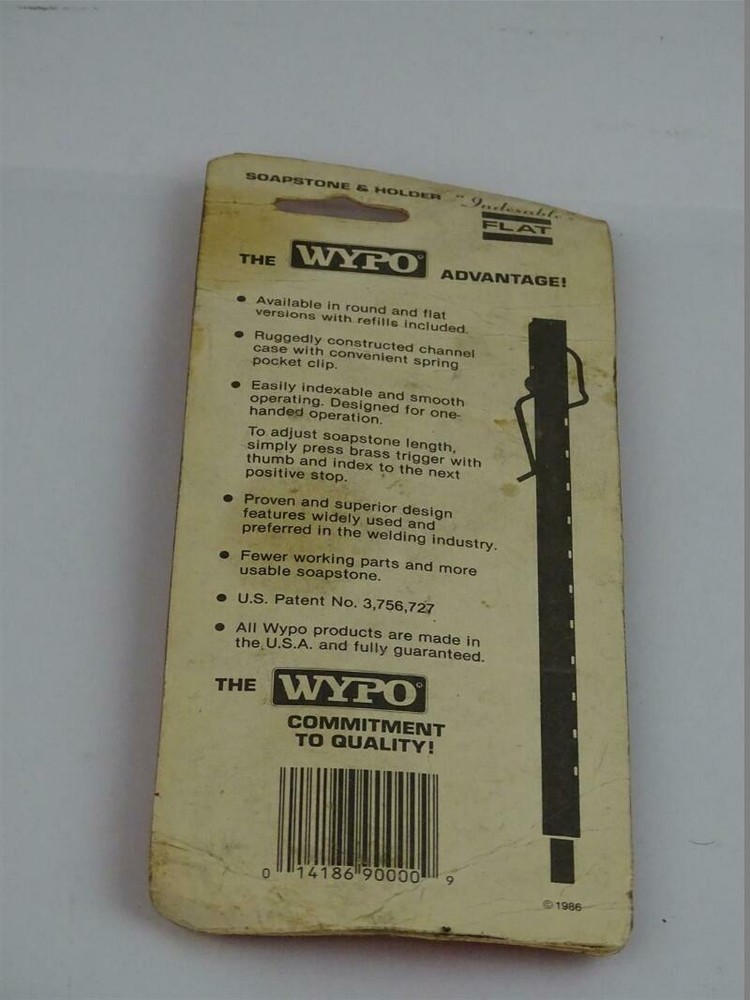 SOAPSTONE & HOLDER "Indexable"
FLAT
THE WYPO® ADVANTAGE!
• Available in round and flat
versions with refills included.
• Ruggedly constructed channel
case with convenient spring
pocket clip.
• Easily indexable and smooth
operating. Designed for one-
handed operation.
To adjust soapstone length,
simply press brass trigger with
thumb and index to the next
positive stop.
• Proven and superior design
features widely used and
preferred in the welding industry.
• Fewer working parts and more
usable soapstone.
• U.S. Patent No. 3,756,727
• All Wypo products are made in
the U.S.A. and fully guaranteed.
THE WYPO®
COMMITMENT
TO QUALITY!
0 14186 90000 9
© 1986